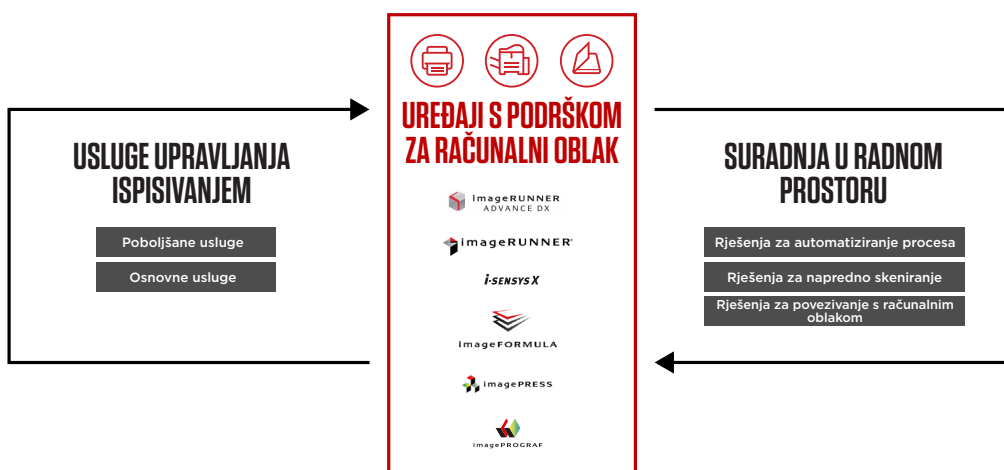 USLUGE UPRAVLJANJA
ISPISIVANJEM
Poboljšane usluge
Osnovne usluge
UREĐAJI S PODRŠKOM
ZA RAČUNALNI OBLAK
imageRUNNER
ADVANCE DX
imageRUNNER®
i-SENSYS X
imageFORMULA
imagePRESS
imagePROGRAF
SURADNJA U RADNOM
PROSTORU
Rješenja za automatiziranje procesa
Rješenja za napredno skeniranje
Rješenja za povezivanje s računalnim
oblakom